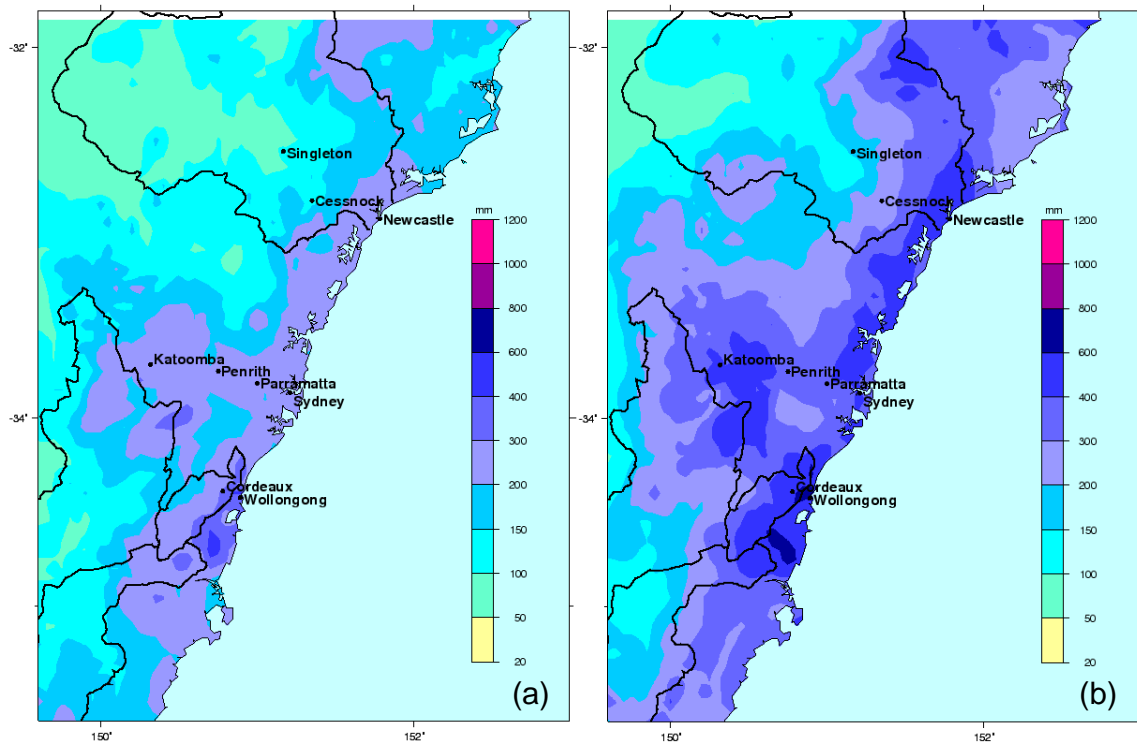 -32°
Singleton
Cessnock
Newcastle
mm
1200
1000
800
600
400
300
200
150
100
50
20
Katoomba
Penrith
Parramatta
Sydney
-34°
Cordeaux
Wollongong
(a)
150°
152°
-32°
Singleton
Cessnock
Newcastle
mm
1200
1000
800
600
400
300
200
150
100
50
20
Katoomba
Penrith
Parramatta
Sydney
-34°
Cordeaux
Wollongong
(b)
150°
152°